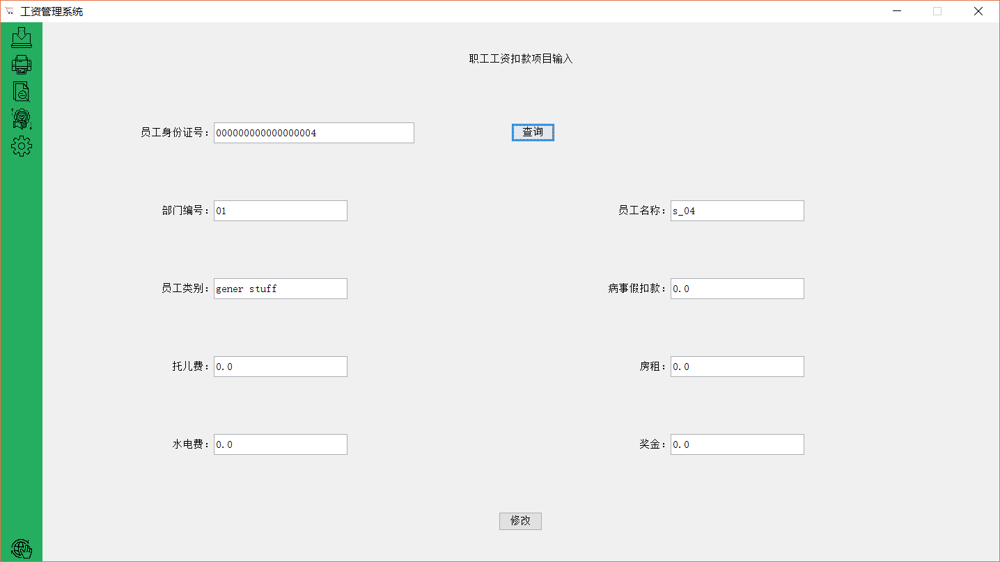 工资管理系统
职工工资扣款项目输入
员工身份证号： 000000000000000004 查询
部门编号： 01 员工名称： s_04
员工类别： gener stuff 病事假扣款： 0.0
托儿费： 0.0 房租： 0.0
水电费： 0.0 奖金： 0.0
修改